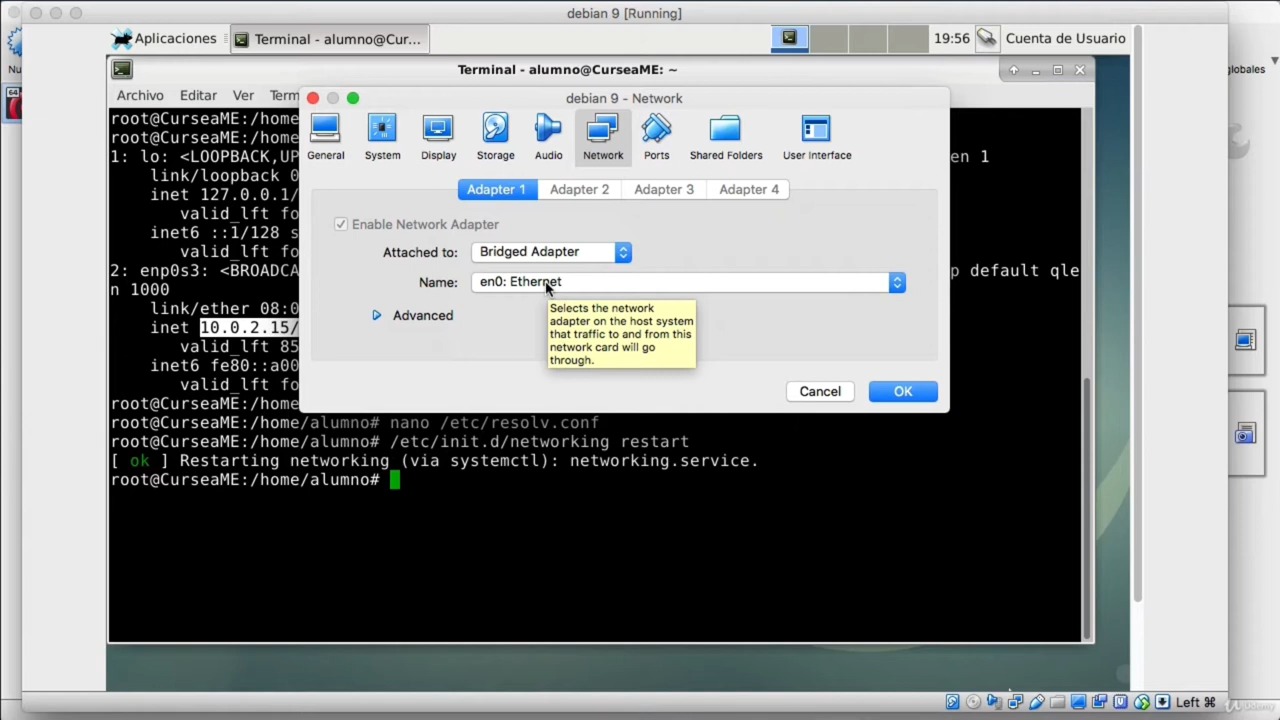 debian 9 [Running]
Aplicaciones
Terminal - alumno@Cur...
19:56
Cuenta de Usuario
Nu
globales
64
Terminal - alumno@CurseaME: ~
Archivo Editar Ver Term
debian 9 - Network
General System Display Storage Audio Network Ports Shared Folders User Interface
Adapter 1 Adapter 2 Adapter 3 Adapter 4
Enable Network Adapter
Attached to: Bridged Adapter
Name: en0: Ethernet
Advanced
Selects the network
adapter on the host system
that traffic to and from this
network card will go
through.
Cancel OK
root@CurseaME:/home
root@CurseaME:/home
1: lo: <LOOPBACK,UP en 1
link/loopback 0
inet 127.0.0.1/
valid_lft fo
inet6 ::1/128 s
valid_lft fo
2: enp0s3: <BROADCA p default qle
n 1000
link/ether 08:0
inet 10.0.2.15/
valid_lft 85
inet6 fe80::a00
valid_lft fo
root@CurseaME:/home
root@CurseaME:/home/alumno# nano /etc/resolv.conf
root@CurseaME:/home/alumno# /etc/init.d/networking restart
[ ok ] Restarting networking (via systemctl): networking.service.
root@CurseaME:/home/alumno#
Left ⌘
Udemy